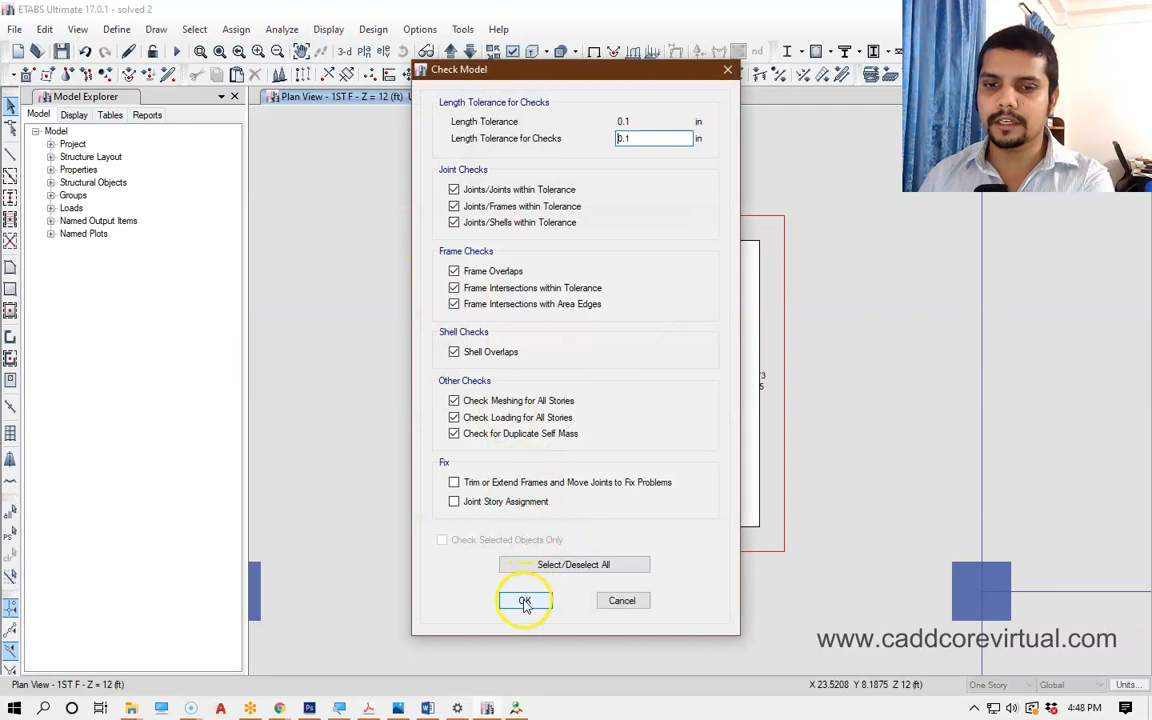 ETABS Ultimate 17.0.1 - solved 2
File Edit View Define Draw Select Assign Analyze Display Design Options Tools Help
3-d
nd
Model Explorer
Plan View - 1ST F - Z = 12 (ft)
Model Display Tables Reports
Model
Project
Structure Layout
Properties
Structural Objects
Groups
Loads
Named Output Items
Named Plots
Check Model
Length Tolerance for Checks
Length Tolerance 0.1 in
Length Tolerance for Checks 0.1 in
Joint Checks
Joints/Joints within Tolerance
Joints/Frames within Tolerance
Joints/Shells within Tolerance
Frame Checks
Frame Overlaps
Frame Intersections within Tolerance
Frame Intersections with Area Edges
Shell Checks
Shell Overlaps
Other Checks
Check Meshing for All Stories
Check Loading for All Stories
Check for Duplicate Self Mass
Fix
Trim or Extend Frames and Move Joints to Fix Problems
Joint Story Assignment
Check Selected Objects Only
Select/Deselect All
OK Cancel
www.caddcorevirtual.com
Plan View - 1ST F - Z = 12 (ft)
X 23.5208 Y 8.1875 Z 12 (ft)
One Story
Global
Units...
4:48 PM